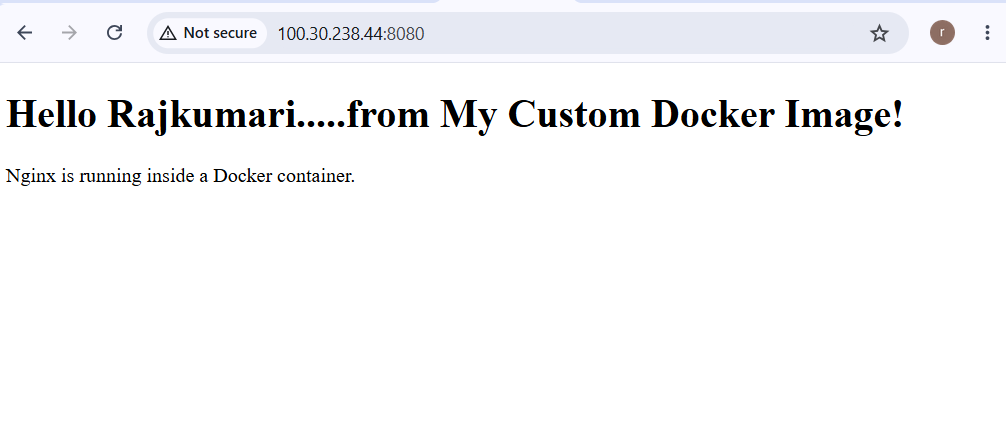 Not secure 100.30.238.44:8080 r
Hello Rajkumari.....from My Custom Docker Image!
Nginx is running inside a Docker container.